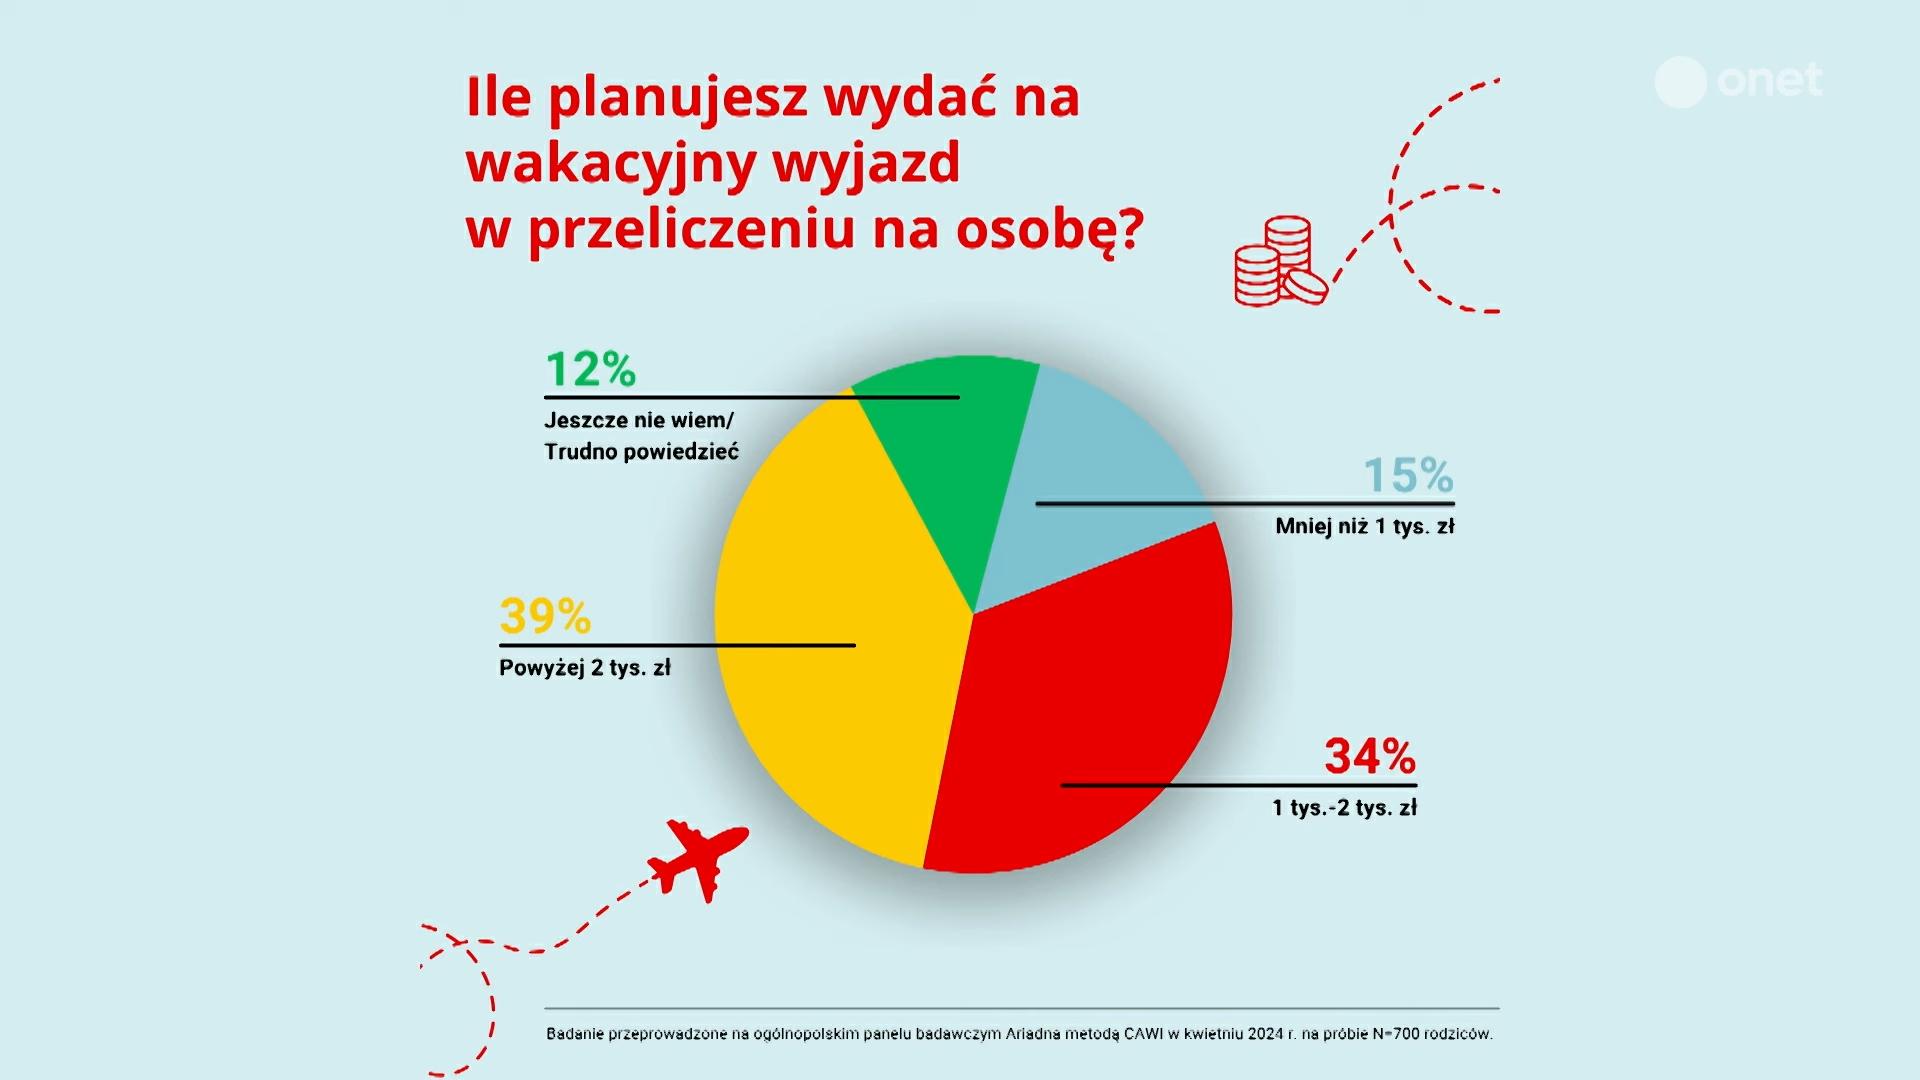 Ile planujesz wydać na
wakacyjny wyjazd
w przeliczeniu na osobę?
onet
12%
Jeszcze nie wiem/
Trudno powiedzieć
15%
Mniej niż 1 tys. zł
39%
Powyżej 2 tys. zł
34%
1 tys.-2 tys. zł
Badanie przeprowadzone na ogólnopolskim panelu badawczym Ariadna metodą CAWI w kwietniu 2024 r. na próbie N=700 rodziców.